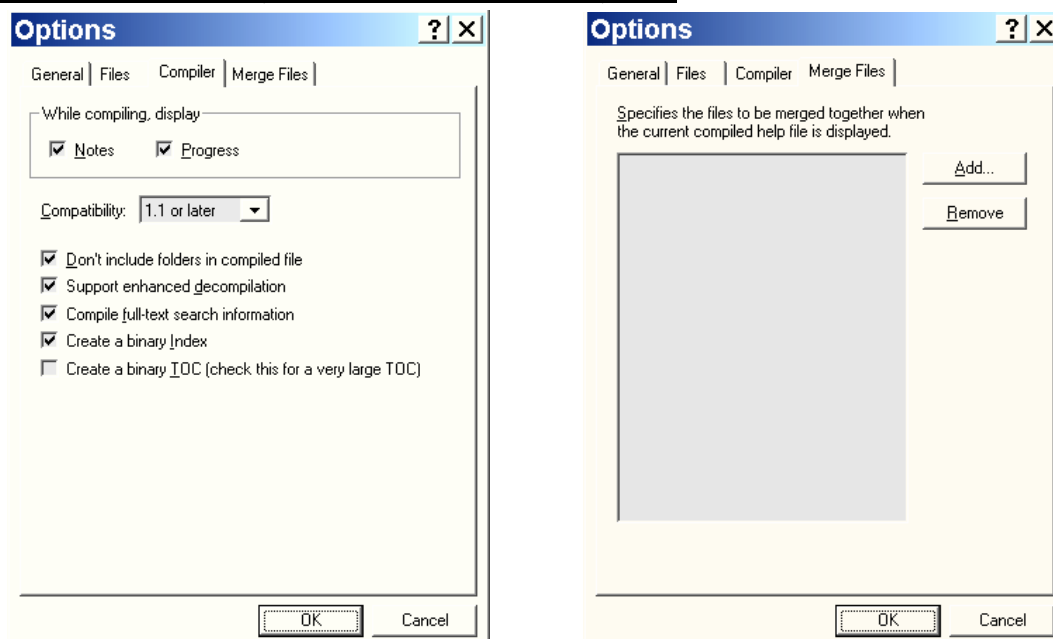 Options
General Files Compiler Merge Files
While compiling, display
Notes Progress
Compatibility: 1.1 or later
Don't include folders in compiled file
Support enhanced decompilation
Compile full-text search information
Create a binary Index
Create a binary TOC (check this for a very large TOC)
OK Cancel
Options
General Files Compiler Merge Files
Specifies the files to be merged together when
the current compiled help file is displayed.
Add...
Remove
OK Cancel